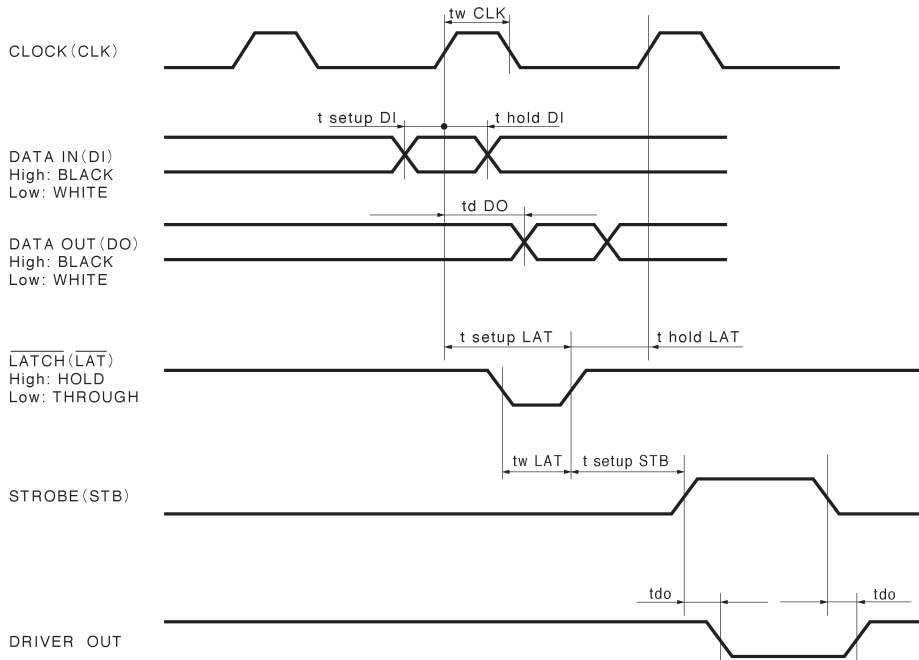 tw CLK
CLOCK(CLK)
t setup DI
t hold DI
DATA IN(DI)
High: BLACK
Low: WHITE
td DO
DATA OUT(DO)
High: BLACK
Low: WHITE
t setup LAT
t hold LAT
LATCH(LAT)
High: HOLD
Low: THROUGH
tw LAT
t setup STB
STROBE(STB)
tdo
tdo
DRIVER OUT